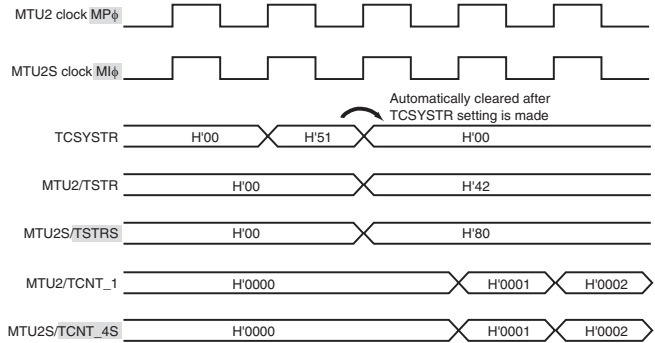 MTU2 clock MPϕ
MTU2S clock MIϕ
Automatically cleared after
TCSYSTR setting is made
TCSYSTR H'00 H'51 H'00
MTU2/TSTR H'00 H'42
MTU2S/TSTRS H'00 H'80
MTU2/TCNT_1 H'0000 H'0001 H'0002
MTU2S/TCNT_4S H'0000 H'0001 H'0002